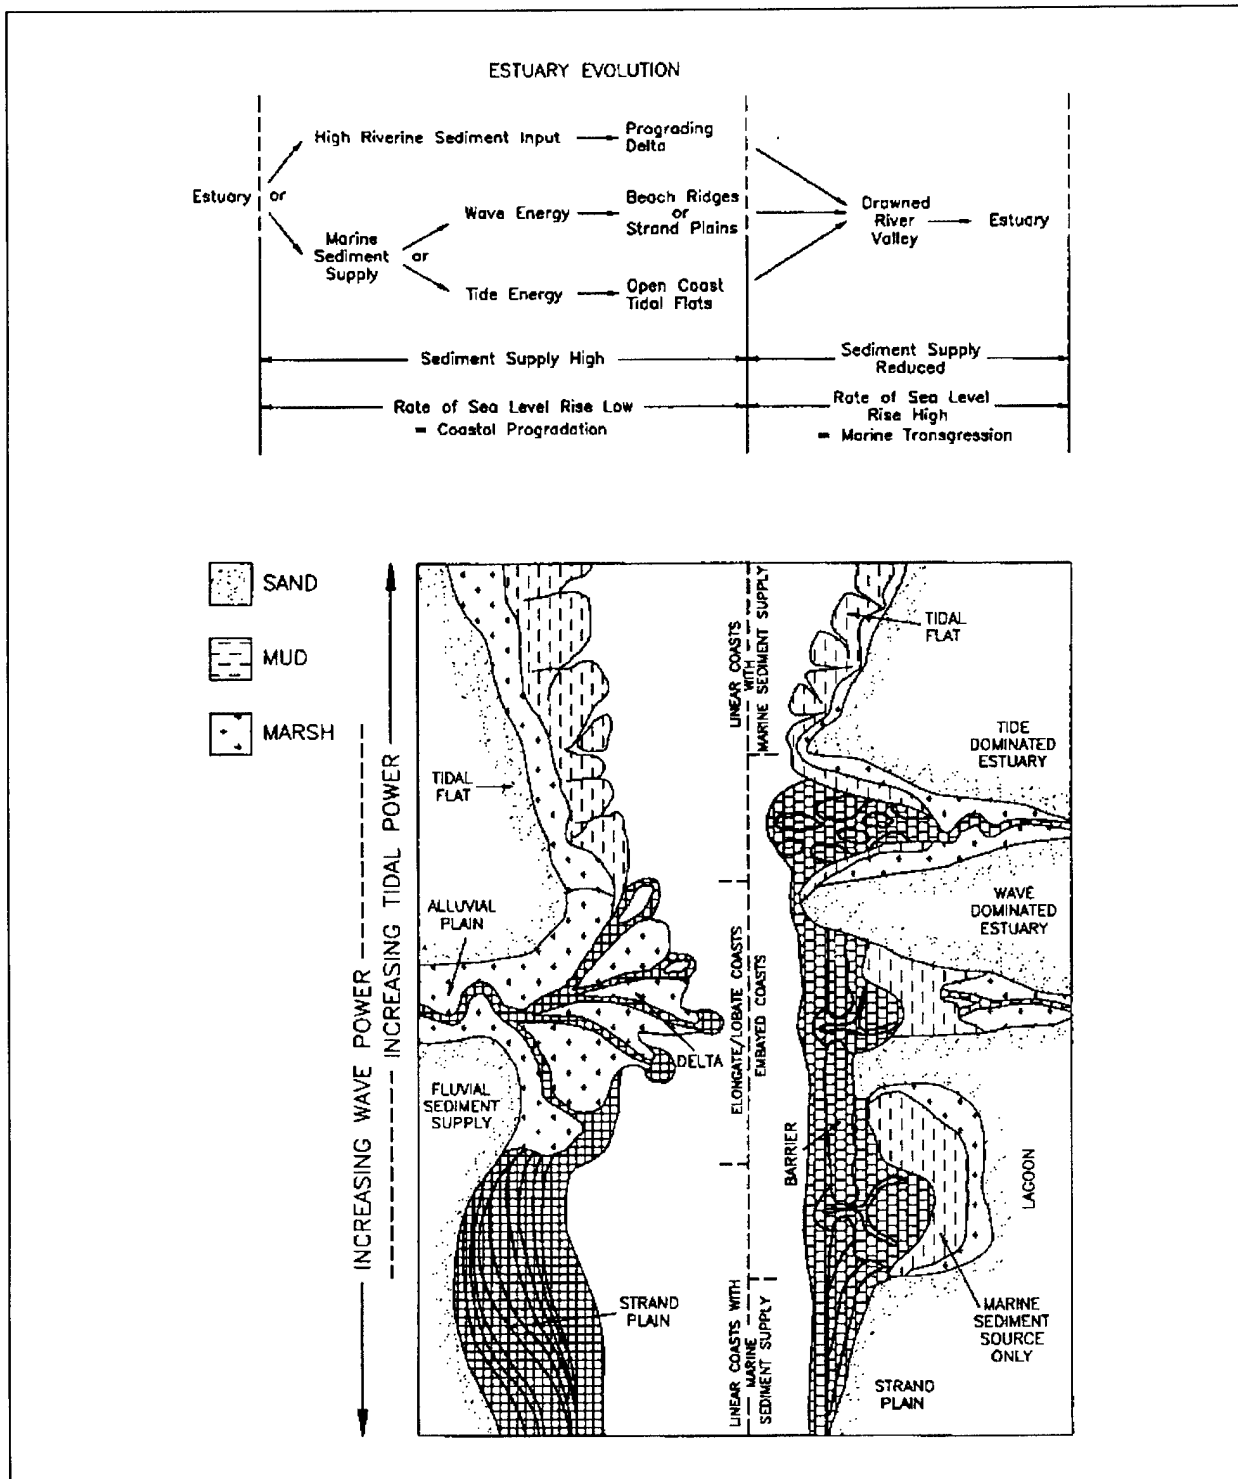 ESTUARY EVOLUTION
High Riverine Sediment Input
Prograding
Delta
Estuary or
Wave Energy
Beach Ridges
or
Strand Plains
Marine
Sediment or
Supply
Tide Energy
Open Coast
Tidal Flats
Drowned
River
Valley
Estuary
Sediment Supply High
Sediment Supply
Reduced
Rate of Sea Level Rise Low
= Coastal Progradation
Rate of Sea Level
Rise High
= Marine Transgression
SAND
MUD
MARSH
INCREASING WAVE POWER
INCREASING TIDAL POWER
TIDAL
FLAT
ALLUVIAL
PLAIN
FLUVIAL
SEDIMENT
SUPPLY
DELTA
STRAND
PLAIN
LINEAR COASTS
WITH
MARINE SEDIMENT SUPPLY
ELONGATE/LOBATE COASTS
EMBAYED COASTS
LINEAR COASTS WITH
MARINE
SEDIMENT SUPPLY
TIDAL
FLAT
TIDE
DOMINATED
ESTUARY
WAVE
DOMINATED
ESTUARY
BARRIER
LAGOON
MARINE
SEDIMENT
SOURCE
ONLY
STRAND
PLAIN